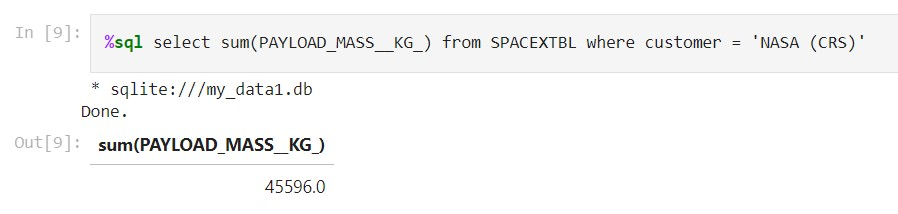 In [9]: %sql select sum(PAYLOAD_MASS__KG_) from SPACEXTBL where customer = 'NASA (CRS)'
* sqlite:///my_data1.db
Done.
Out[9]: sum(PAYLOAD_MASS__KG_)
45596.0